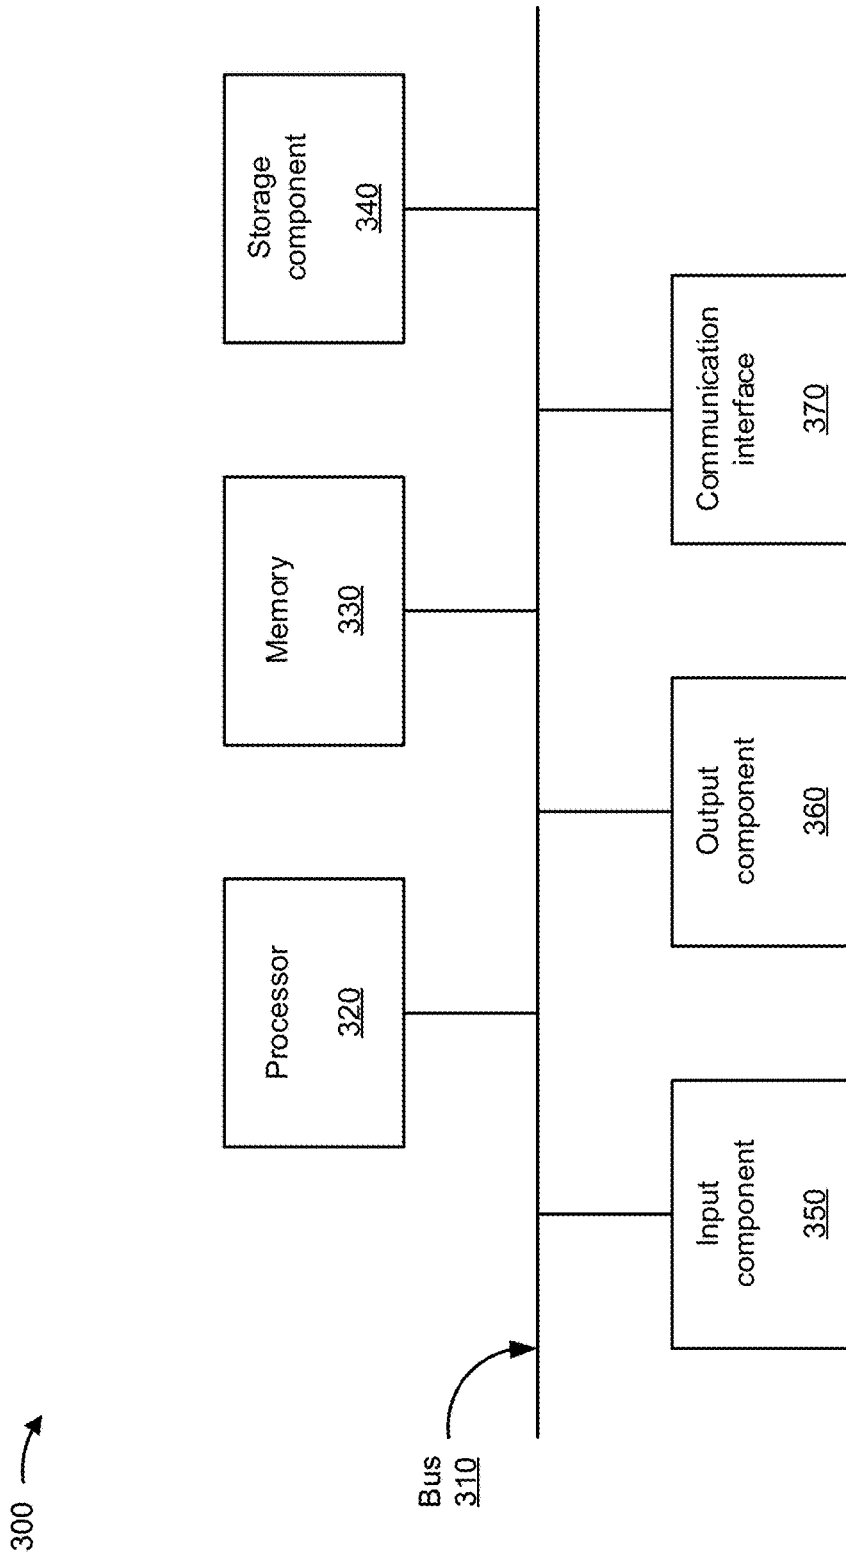 300
Processor
320
Memory
330
Storage
component
340
Bus
310
Input
component
350
Output
component
360
Communication
interface
370